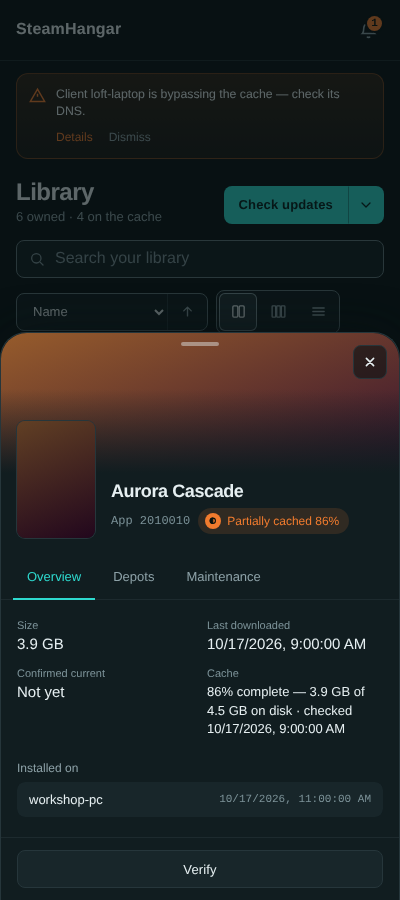 SteamHangar
1
Client loft-laptop is bypassing the cache — check its
DNS.
Details Dismiss
Library
6 owned · 4 on the cache
Check updates
Search your library
Name
Aurora Cascade
App 2010010 Partially cached 86%
Overview Depots Maintenance
Size
3.9 GB
Last downloaded
10/17/2026, 9:00:00 AM
Confirmed current
Not yet
Cache
86% complete — 3.9 GB of
4.5 GB on disk · checked
10/17/2026, 9:00:00 AM
Installed on
workshop-pc 10/17/2026, 11:00:00 AM
Verify